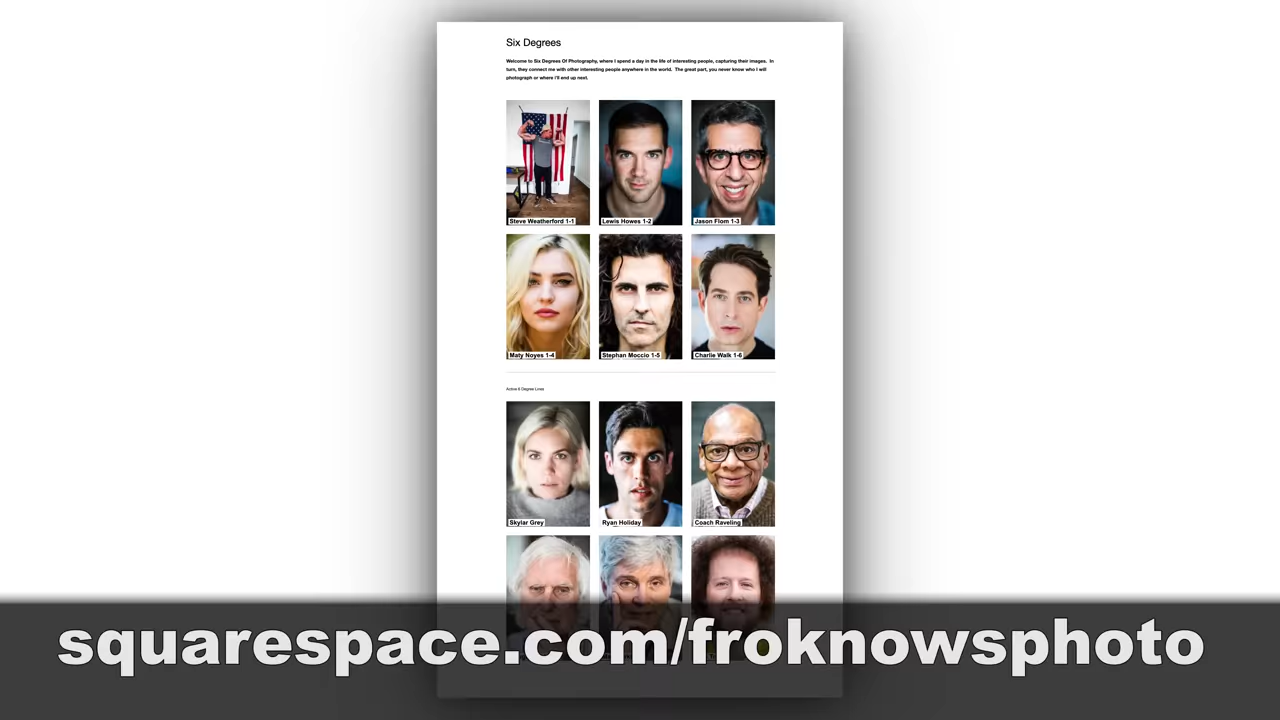 Six Degrees
Welcome to Six Degrees Of Photography, where I spend a day in the life of interesting people, capturing their images. In
turn, they connect me with other interesting people anywhere in the world. The great part, you never know who I will
photograph or where I'll end up next.
Steve Weatherford 1-1
Lewis Howes 1-2
Jason Flom 1-3
Maty Noyes 1-4
Stephan Moccio 1-5
Charlie Walk 1-6
Active 6 Degree Lines
Skylar Grey
Ryan Holiday
Coach Raveling
squarespace.com/froknowsphoto